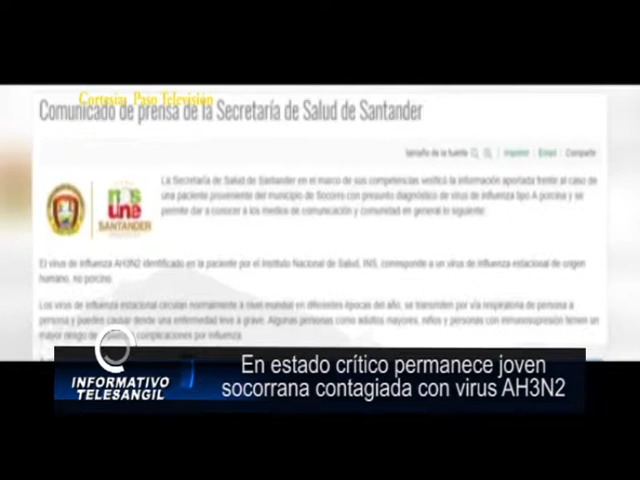 Cortesia: Paso Televisión
Comunicado de prensa de la Secretaría de Salud de Santander
tamaño de la fuente Imprimir Email Compartir
La Secretaría de Salud de Santander en el marco de sus competencias verificó la información aportada frente al caso de
una paciente proveniente del municipio de Socorro con presunto diagnóstico de virus de influenza tipo A porcina y se
permite dar a conocer a los medios de comunicación y comunidad en general lo siguiente:
nos
une
SANTANDER
El virus de influenza AH3N2 identificado en la paciente por el Instituto Nacional de Salud, INS, corresponde a un virus de influenza estacional de origen
humano, no porcino.
Los virus de influenza estacional circulan normalmente a nivel mundial en diferentes épocas del año, se transmiten por vía respiratoria de persona a
persona y pueden causar desde una enfermedad leve a grave. Algunas personas como adultos mayores, niños y personas con inmunosupresión tienen un
mayor riesgo de complicaciones por influenza.
En estado crítico permanece joven
socorrana contagiada con virus AH3N2
INFORMATIVO
TELESANGIL